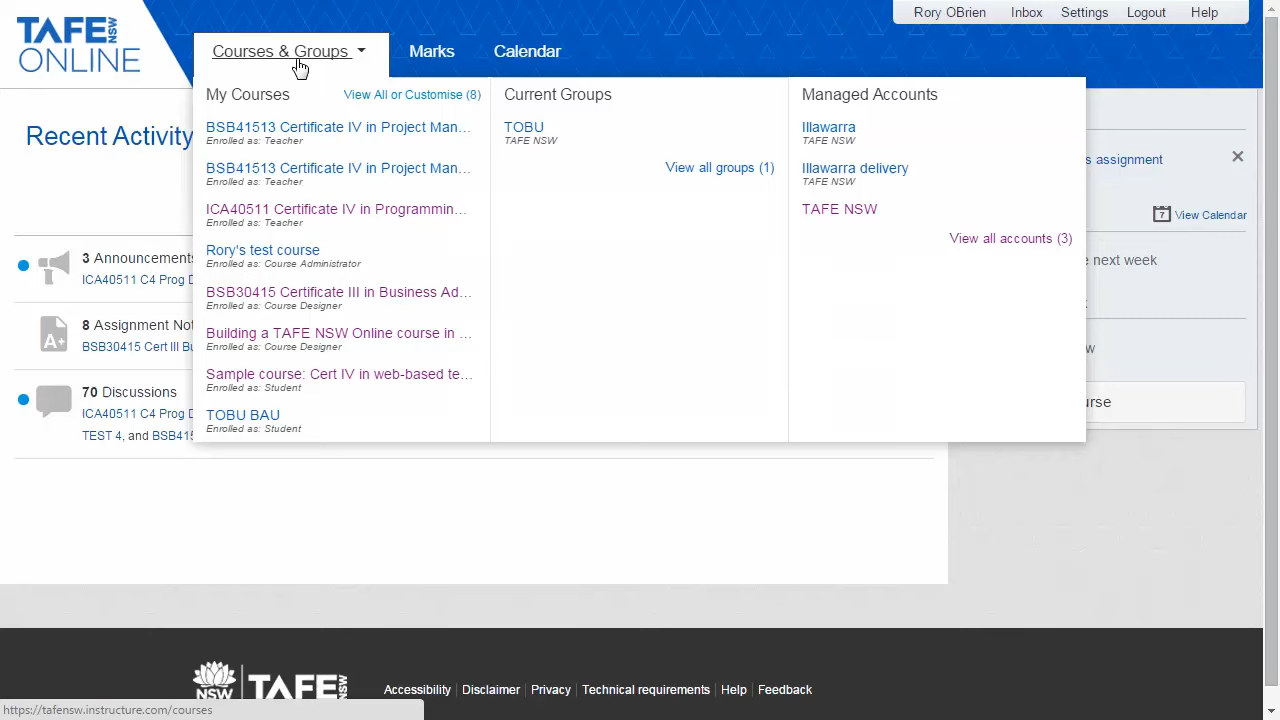 TAFE NSW
ONLINE
Rory OBrien
Inbox
Settings
Logout
Help
Courses & Groups
Marks
Calendar
My Courses
View All or Customise (8)
BSB41513 Certificate IV in Project Man...
Enrolled as: Teacher
BSB41513 Certificate IV in Project Man...
Enrolled as: Teacher
ICA40511 Certificate IV in Programmin...
Enrolled as: Teacher
Rory's test course
Enrolled as: Course Administrator
BSB30415 Certificate III in Business Ad...
Enrolled as: Course Designer
Building a TAFE NSW Online course in ...
Enrolled as: Course Designer
Sample course: Cert IV in web-based te...
Enrolled as: Student
TOBU BAU
Enrolled as: Student
Current Groups
TOBU
TAFE NSW
View all groups (1)
Managed Accounts
Illawarra
TAFE NSW
Illawarra delivery
TAFE NSW
TAFE NSW
View all accounts (3)
Recent Activity
3 Announcements
ICA40511 C4 Prog D
8 Assignment Not
BSB30415 Cert III Bu
A+
70 Discussions
ICA40511 C4 Prog D
TEST 4, and BSB415
s assignment
7
View Calendar
e next week
w
urse
NSW
TAFE NSW
Accessibility
Disclaimer
Privacy
Technical requirements
Help
Feedback
https://tafensw.instructure.com/courses